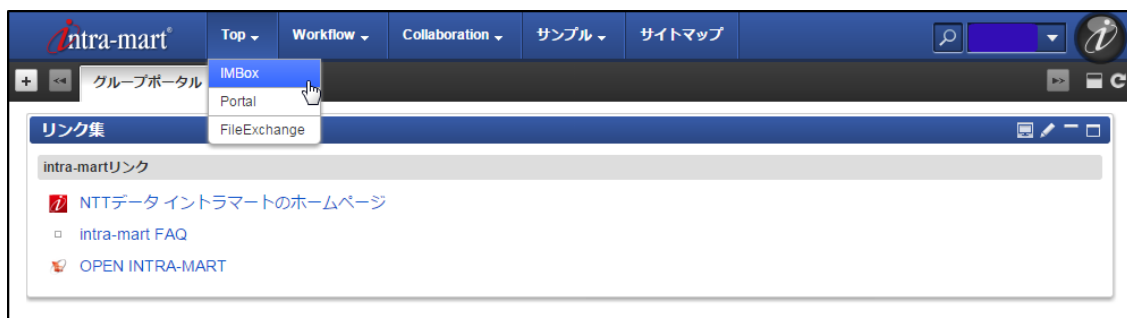 intra-mart Top Workflow Collaboration サンプル サイトマップ
グループポータル
IMBox
Portal
FileExchange
リンク集
intra-martリンク
NTTデータ イントラマートのホームページ
intra-mart FAQ
OPEN INTRA-MART